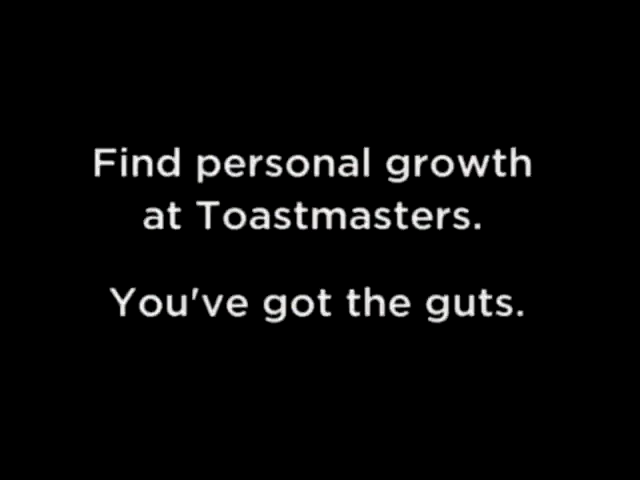 Find personal growth
at Toastmasters.
You've got the guts.